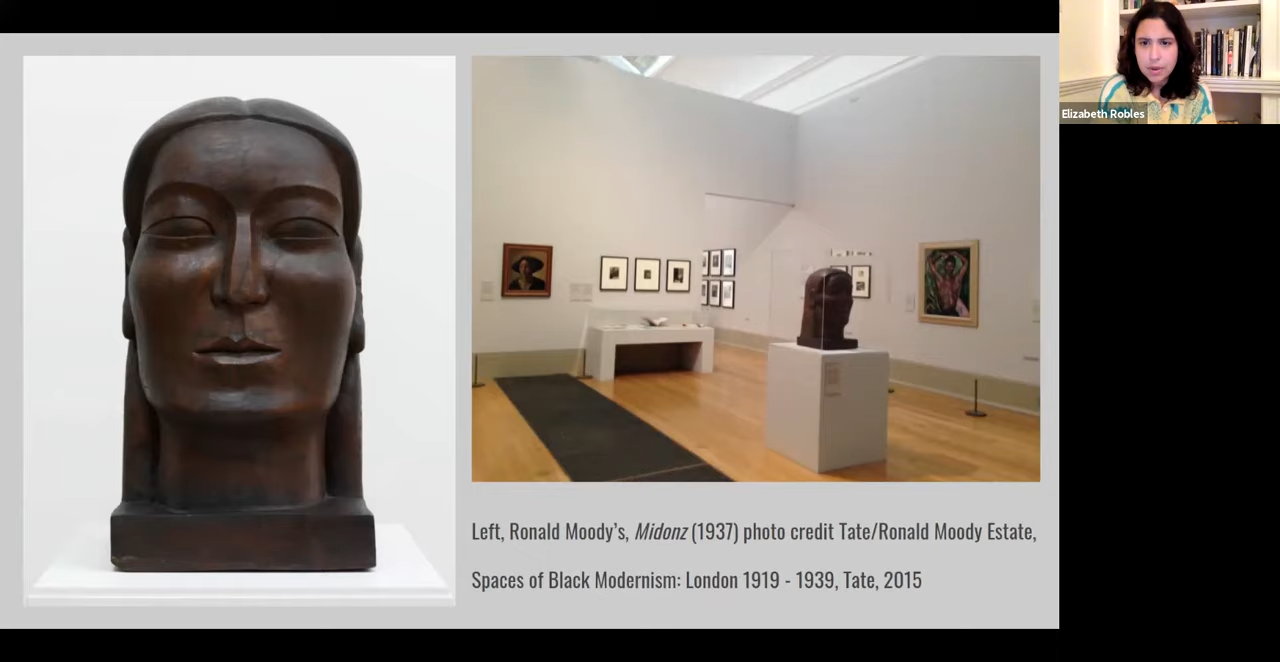 Elizabeth Robles
Left, Ronald Moody's, Midonz (1937) photo credit Tate/Ronald Moody Estate,
Spaces of Black Modernism: London 1919 - 1939, Tate, 2015